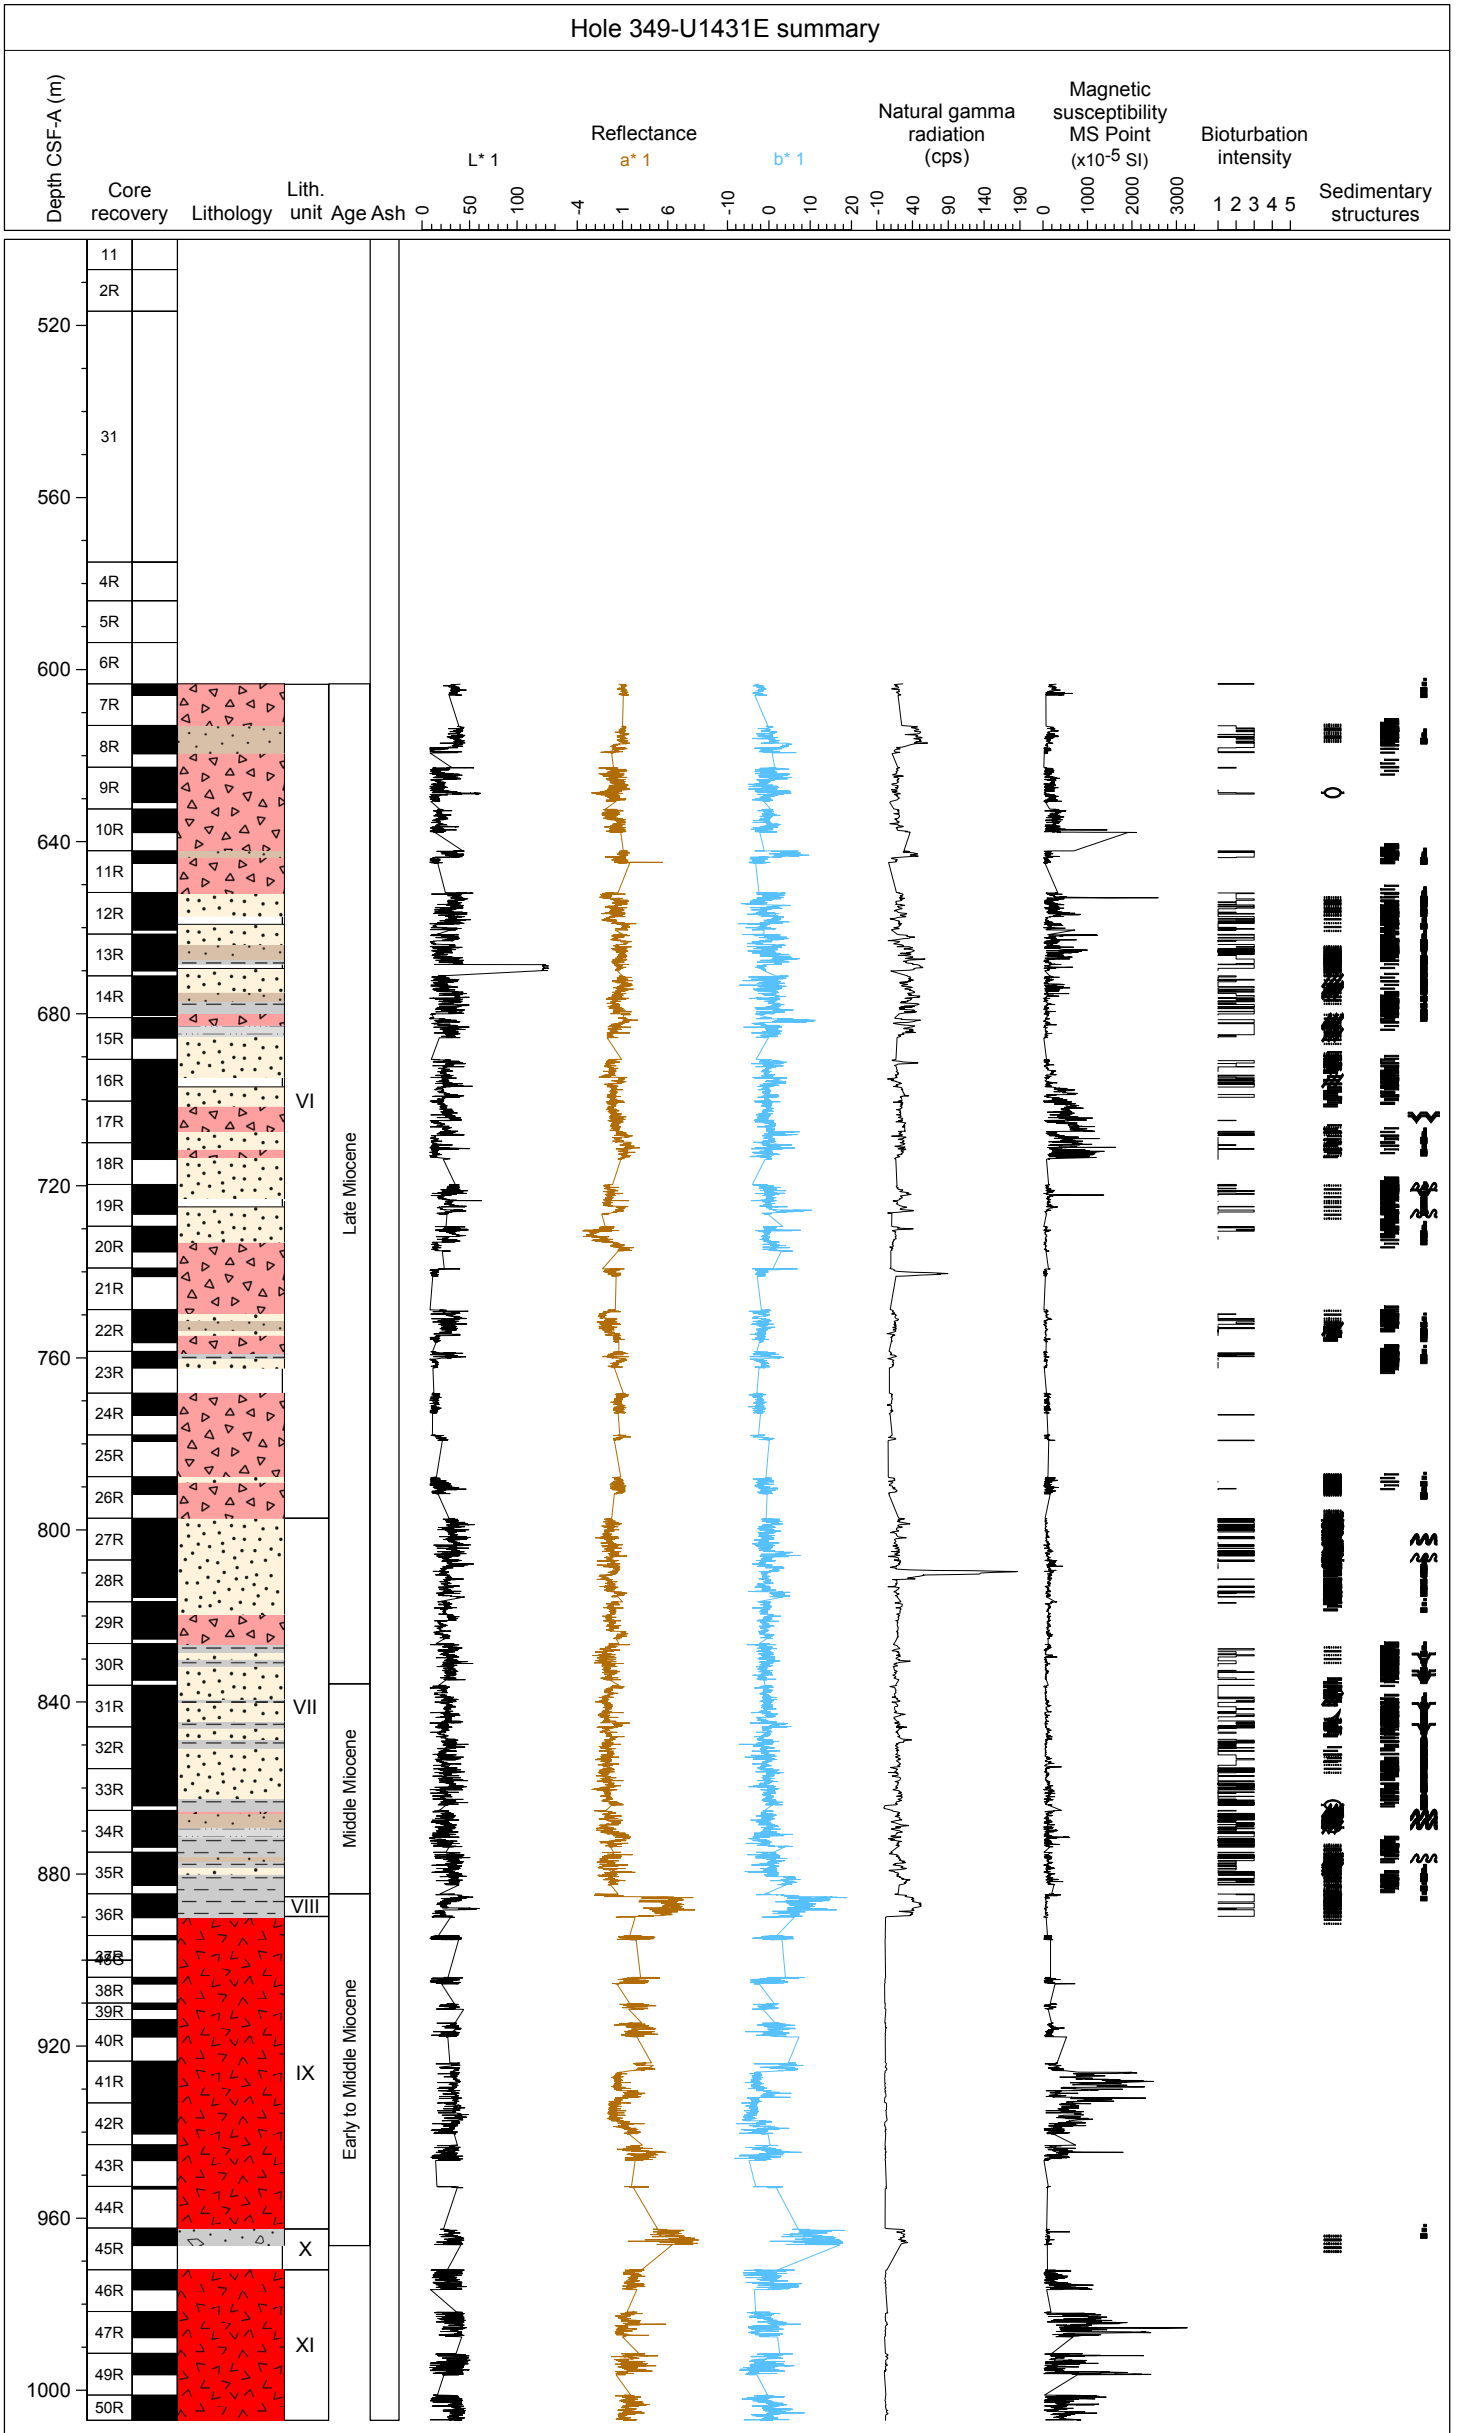 Hole 349-U1431E summary
Depth CSF-A (m)
Core recovery
Lithology
Lith. unit
Age
Ash
Reflectance
L* 1
a* 1
b* 1
Natural gamma radiation (cps)
Magnetic susceptibility MS Point (x10-5 SI)
Bioturbation intensity
Sedimentary structures
0 50 100
-4 1 6
-10 0 10 20
-10 40 90 140 190
0 1000 2000 3000
1 2 3 4 5
11
2R
520
31
560
4R
5R
6R
600
7R
8R
9R
10R
640
11R
12R
13R
14R
680
15R
16R
VI
17R
18R
720
19R
Late Miocene
20R
21R
22R
760
23R
24R
25R
26R
800
27R
28R
29R
30R
840
31R
VII
32R
33R
Middle Miocene
34R
880
35R
36R
VIII
38R
39R
40R
920
41R
IX
42R
Early to Middle Miocene
43R
44R
960
45R
X
46R
47R
XI
49R
1000
50R